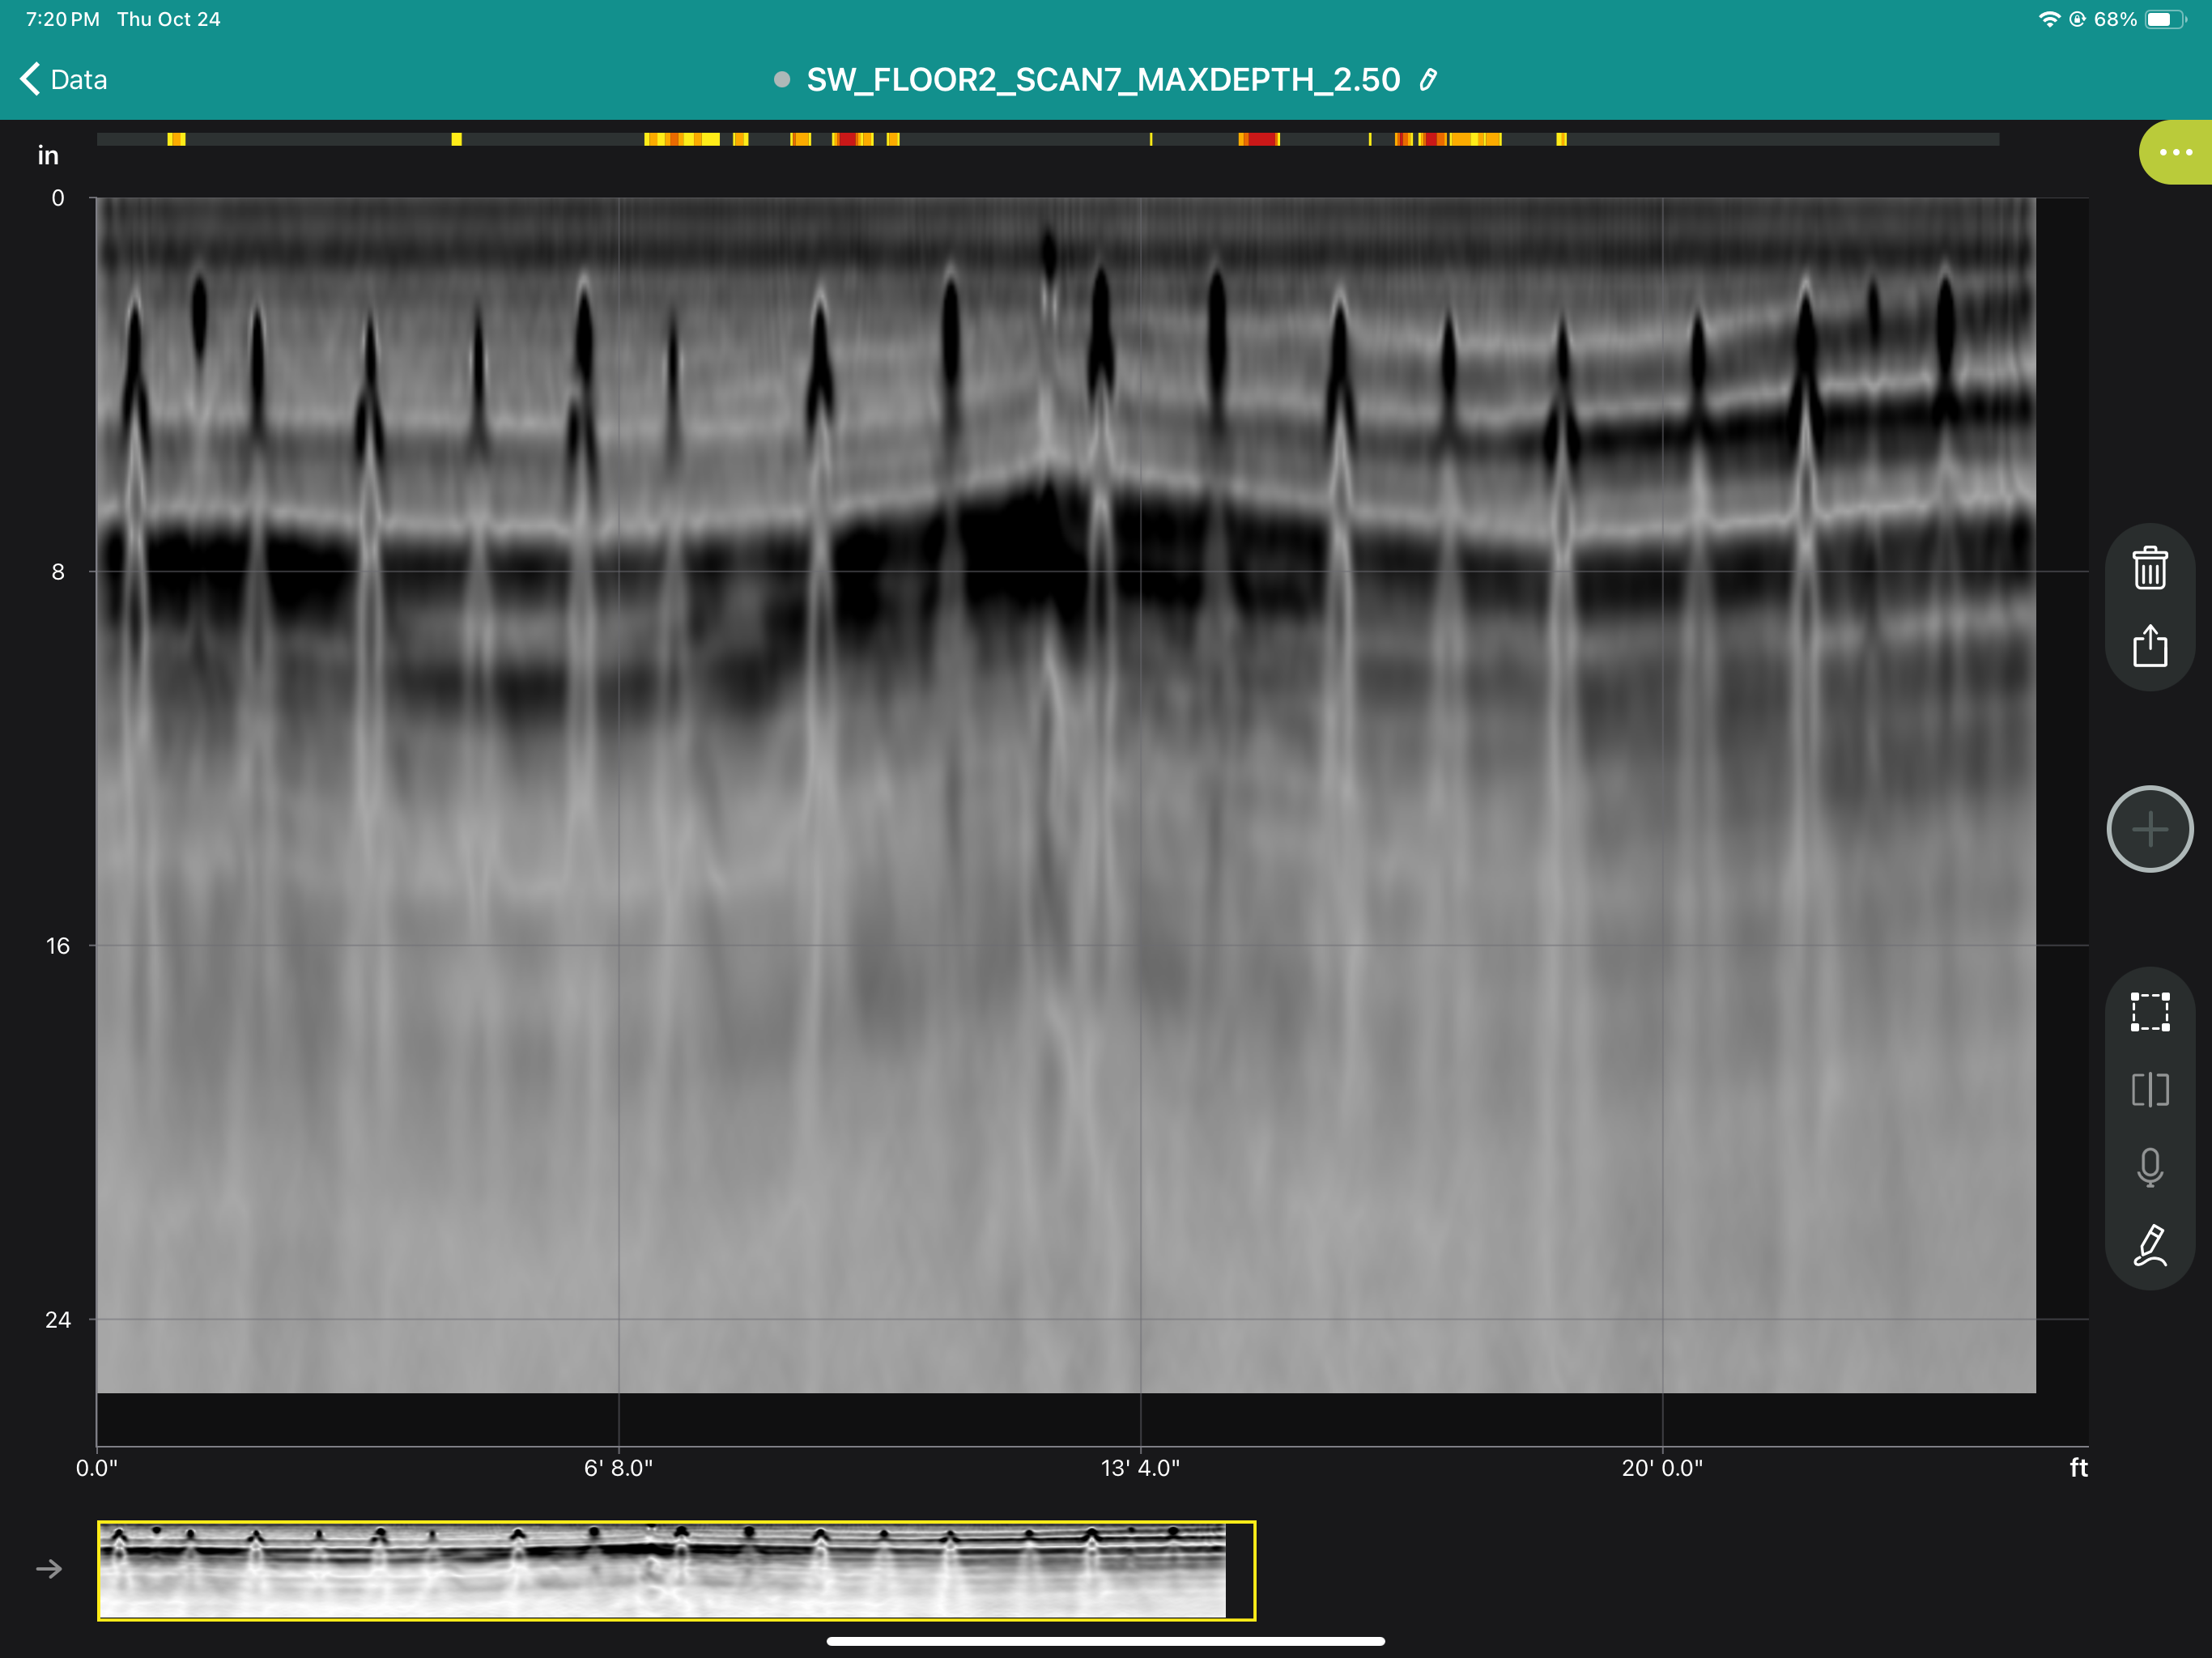 7:20 PM Thu Oct 24
68%
Data
SW_FLOOR2_SCAN7_MAXDEPTH_2.50
in
0
8
16
24
0.0" 6' 8.0" 13' 4.0" 20' 0.0" ft